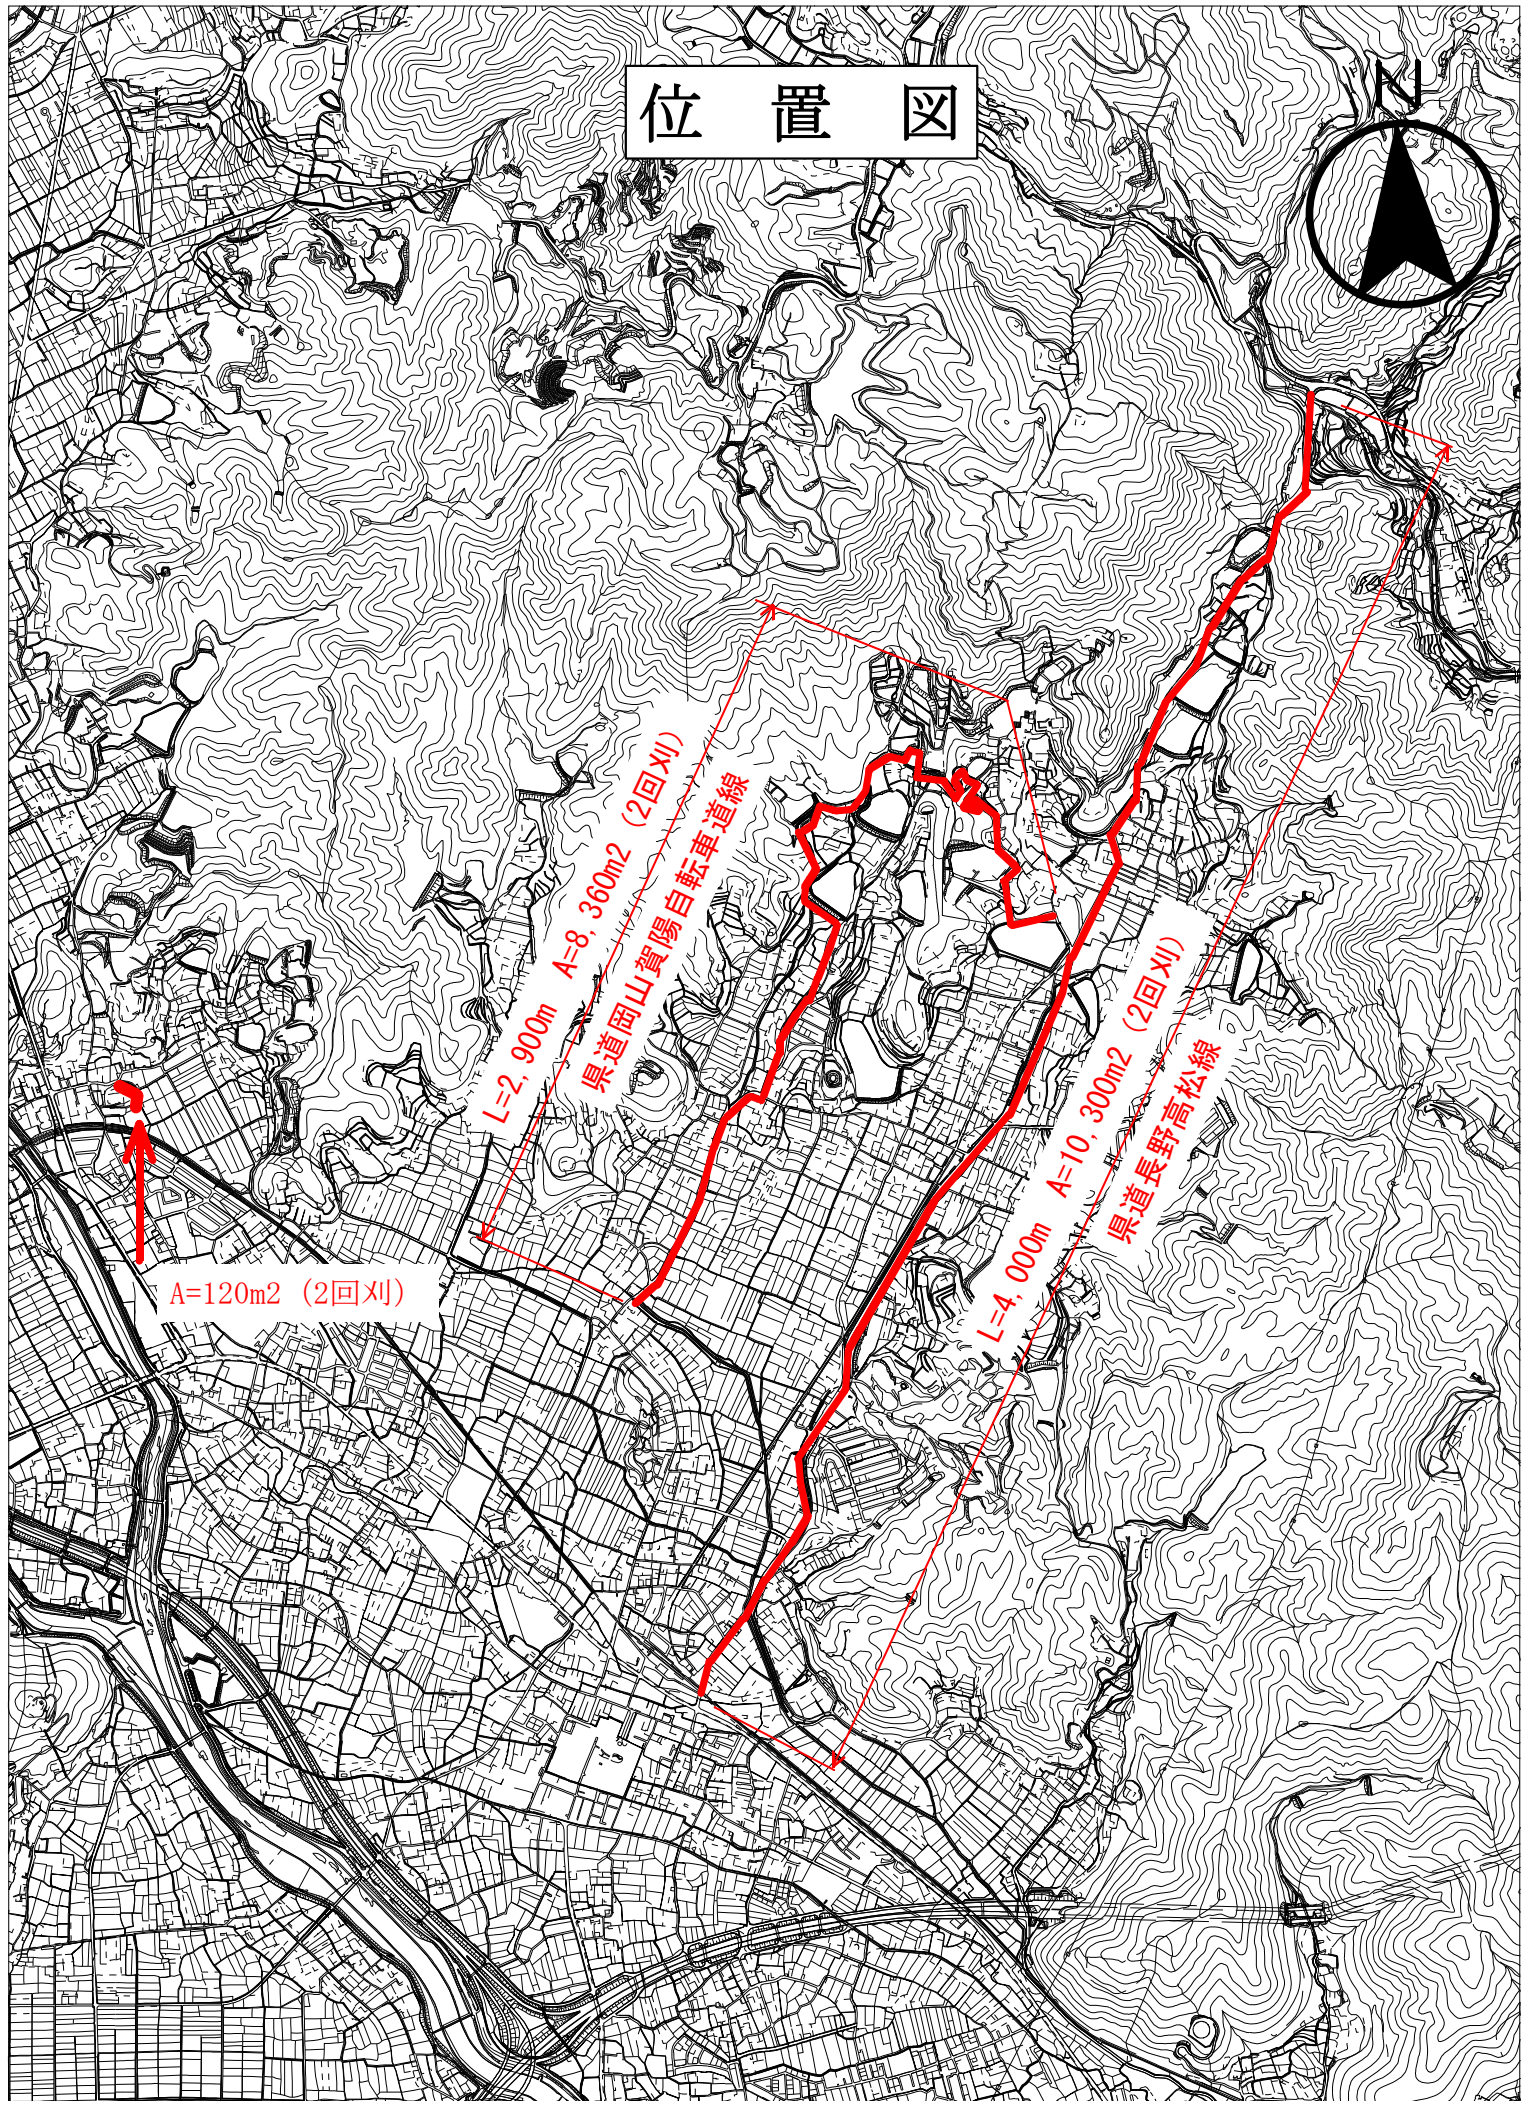 位置図
N
L=2,900m A=8,360m2 (2回刈)
県道岡山賀陽自転車道線
L=4,000m A=10,300m2 (2回刈)
県道長野高松線
A=120m2 (2回刈)